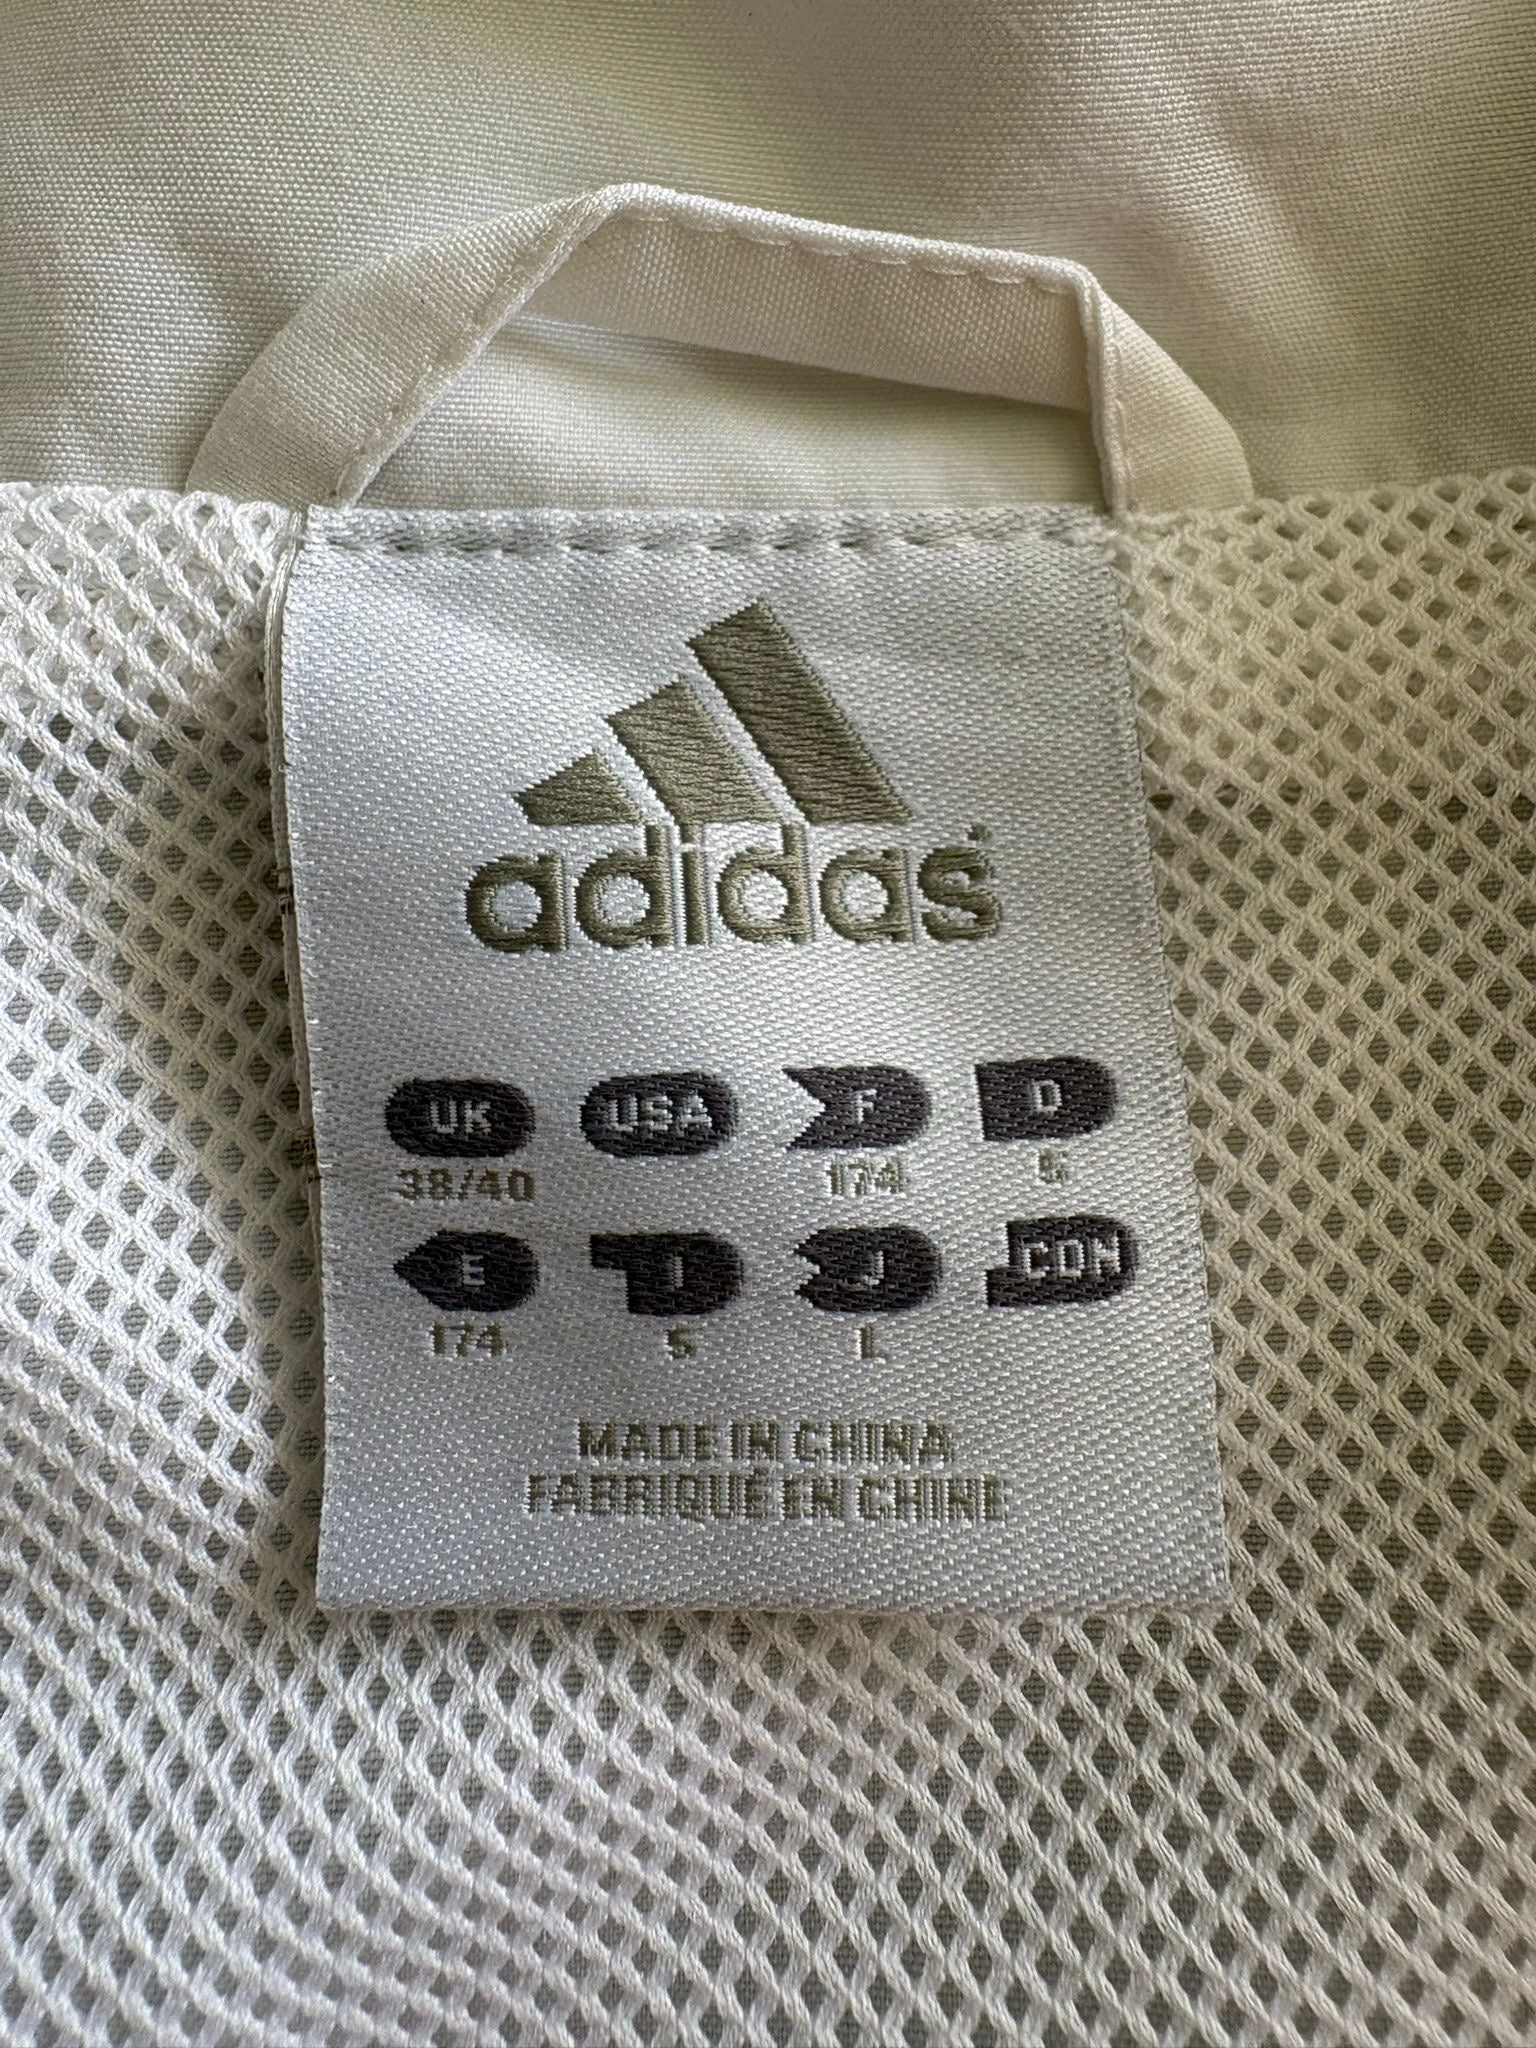 adidas
UK USA F D
38/40 174 5
E I J CDN
174 S L
MADE IN CHINA
FABRIQUÉ EN CHINE